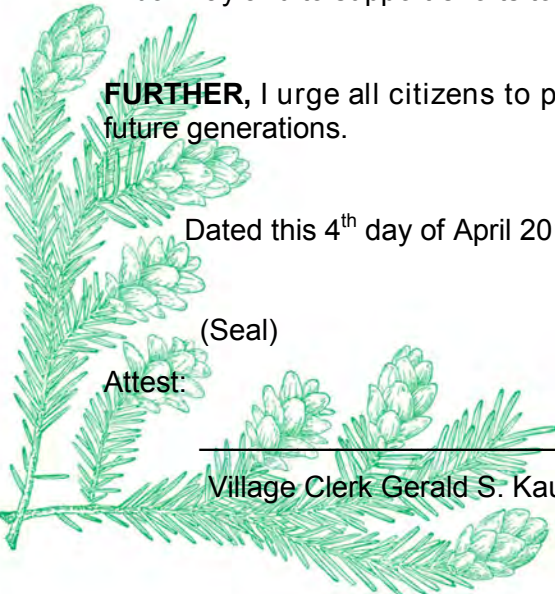 FURTHER, I urge all citizens to p
future generations.
Dated this 4th day of April 20
(Seal)
Attest:
Village Clerk Gerald S. Kau